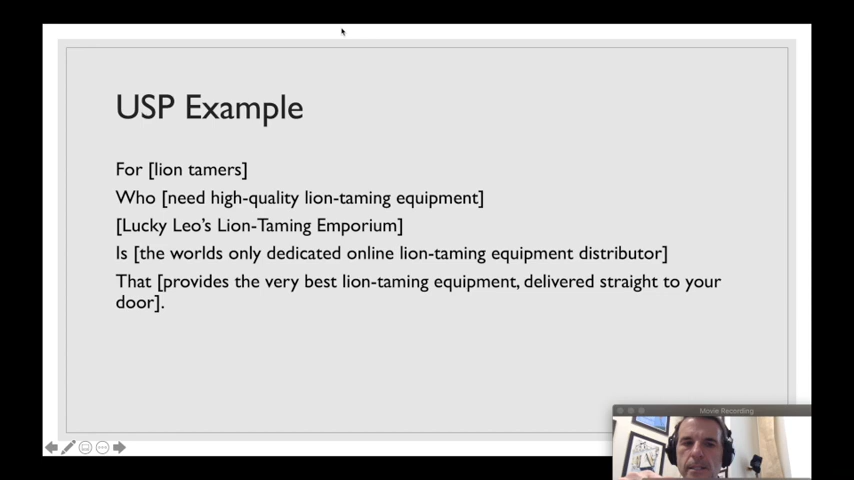 USP Example
For [lion tamers]
Who [need high-quality lion-taming equipment]
[Lucky Leo’s Lion-Taming Emporium]
Is [the worlds only dedicated online lion-taming equipment distributor]
That [provides the very best lion-taming equipment, delivered straight to your
door].
Movie Recording